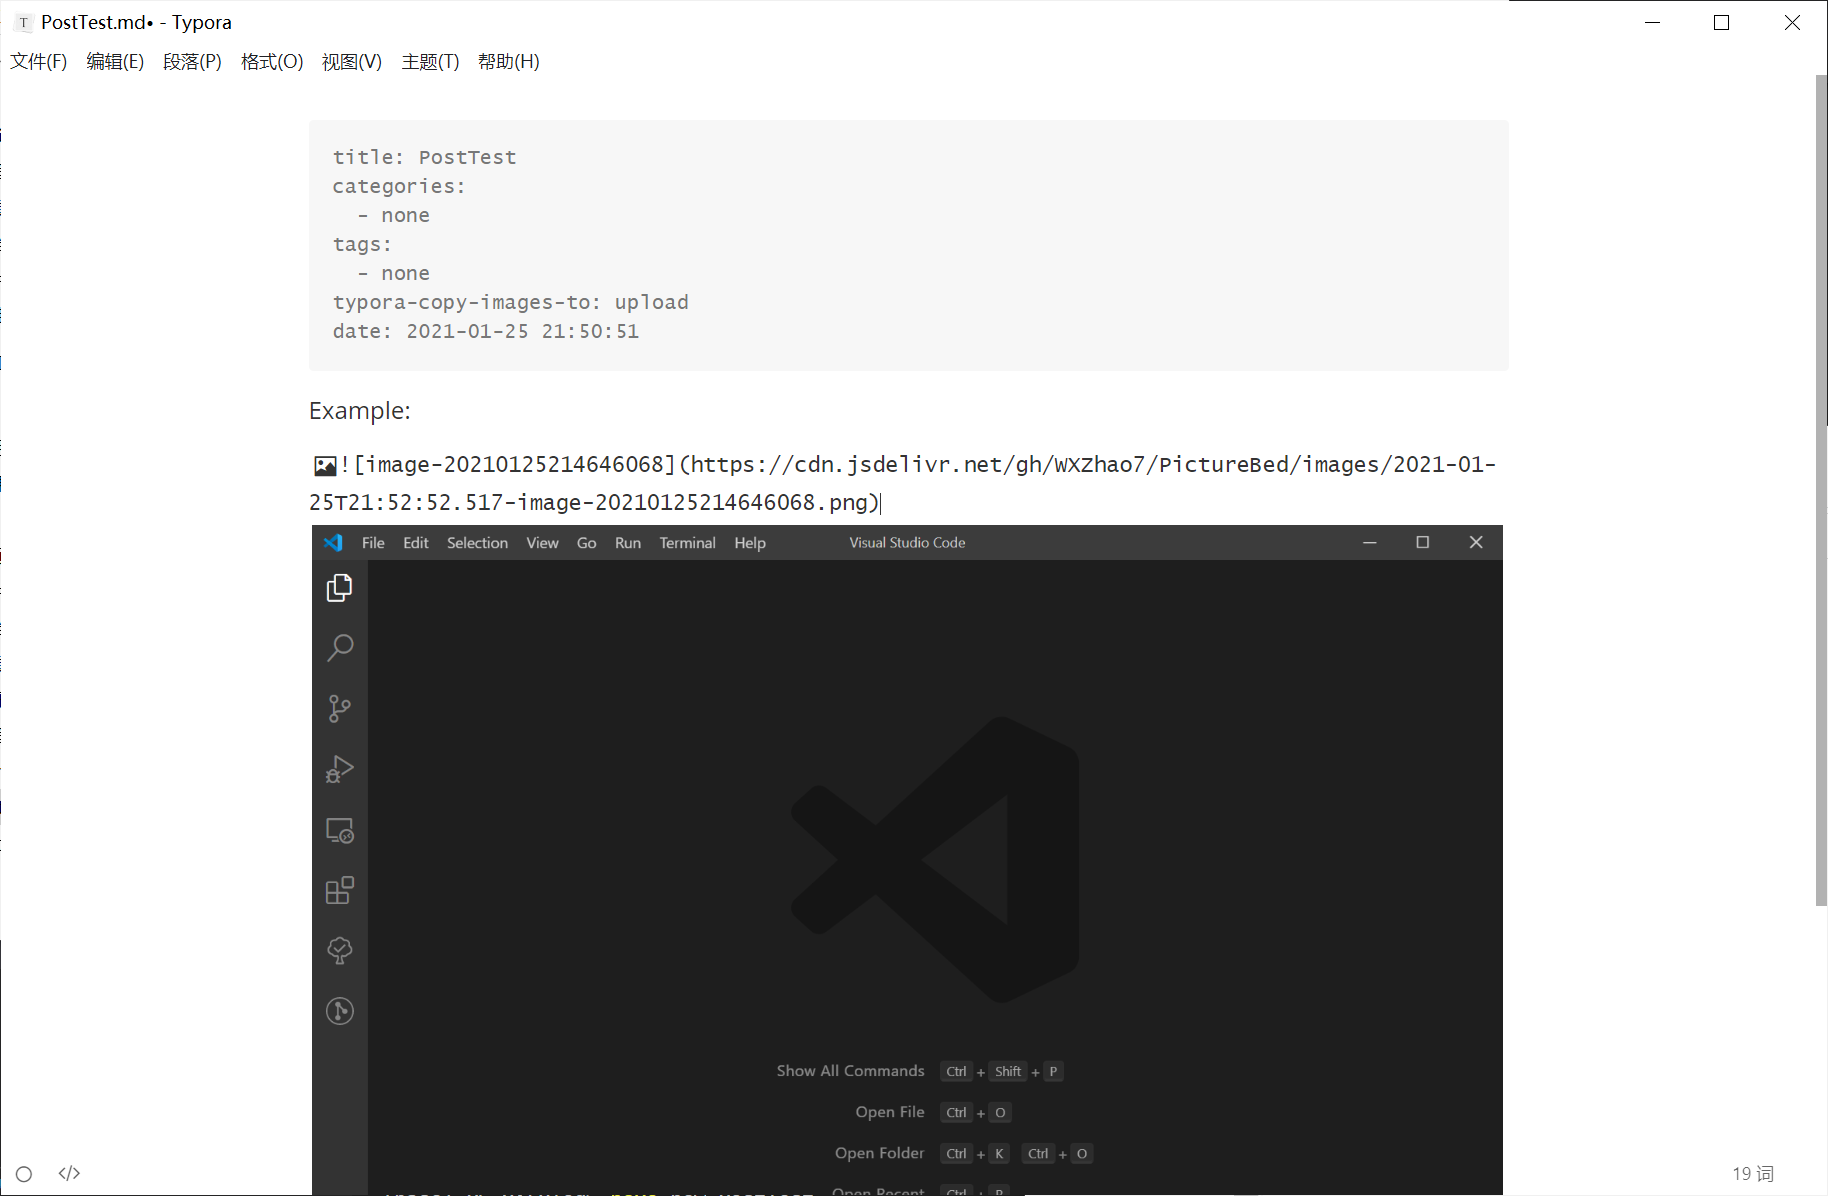 PostTest.md• - Typora
文件(F) 编辑(E) 段落(P) 格式(O) 视图(V) 主题(T) 帮助(H)
title: PostTest
categories:
- none
tags:
- none
typora-copy-images-to: upload
date: 2021-01-25 21:50:51
Example:
![image-20210125214646068](https://cdn.jsdelivr.net/gh/WXZhao7/PictureBed/images/2021-01-
25T21:52:52.517-image-20210125214646068.png)
File Edit Selection View Go Run Terminal Help Visual Studio Code
Show All Commands Ctrl + Shift + P
Open File Ctrl + O
Open Folder Ctrl + K Ctrl + O
Open Recent Ctrl + R
19 词